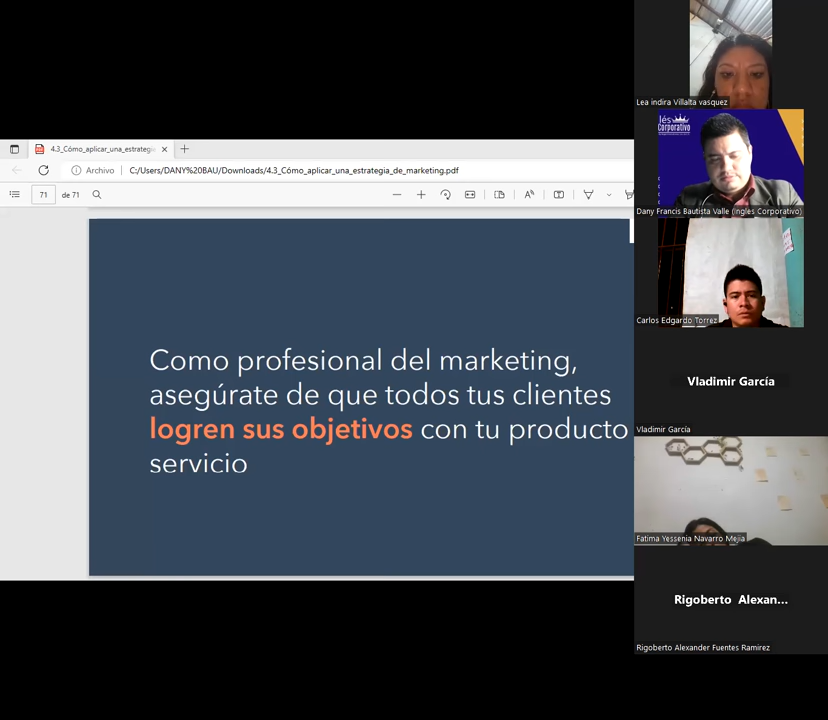 4.3_Cómo_aplicar_una_estrategi
Archivo
C:/Users/DANY%20BAU/Downloads/4.3_Cómo_aplicar_una_estrategia_de_marketing.pdf
71
de 71
Como profesional del marketing,
asegúrate de que todos tus clientes
logren sus objetivos con tu producto
servicio
Lea indira Villalta vasquez
Inglés
Corporativo
Dany Francis Bautista Valle (Ingles Corporativo)
Carlos Edgardo Torrez
Vladimir García
Vladimir García
Fatima Yessenia Navarro Mejia
Rigoberto Alexan...
Rigoberto Alexander Fuentes Ramirez